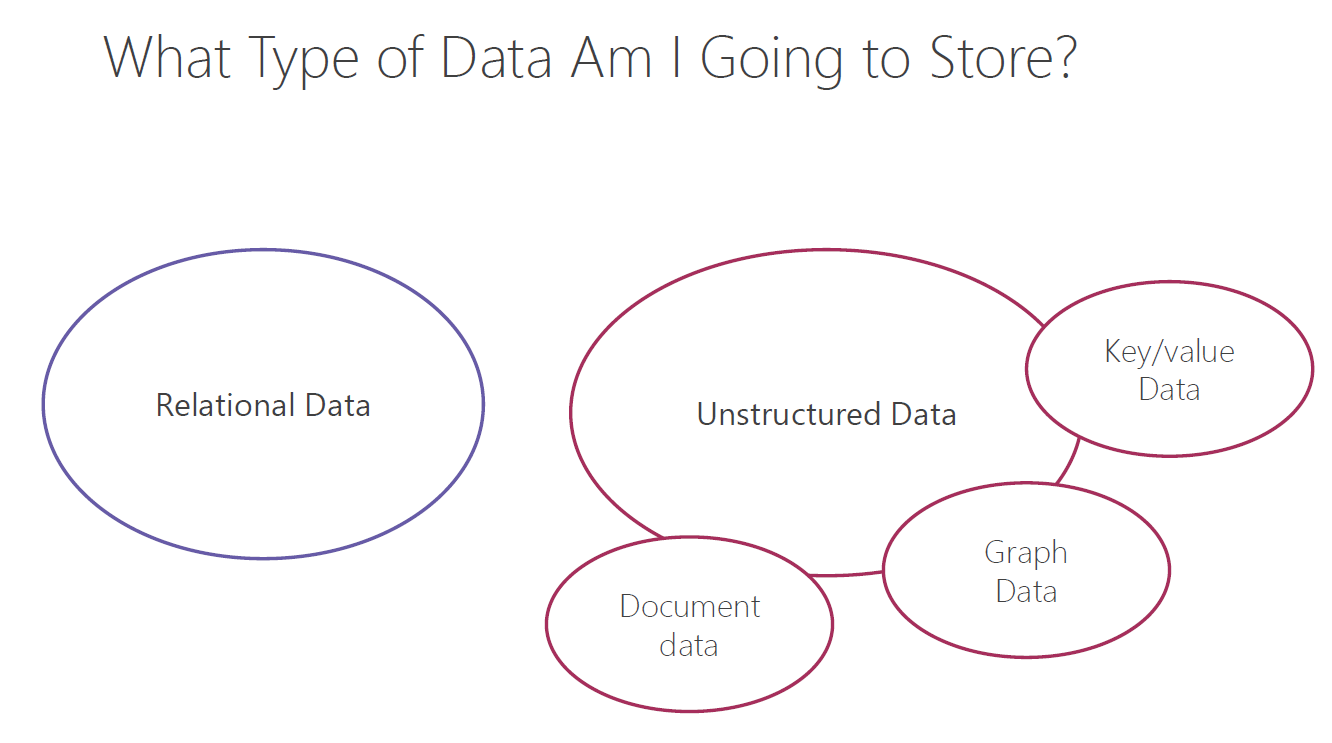 What Type of Data Am I Going to Store?
Relational Data
Unstructured Data
Key/value
Data
Graph
Data
Document
data